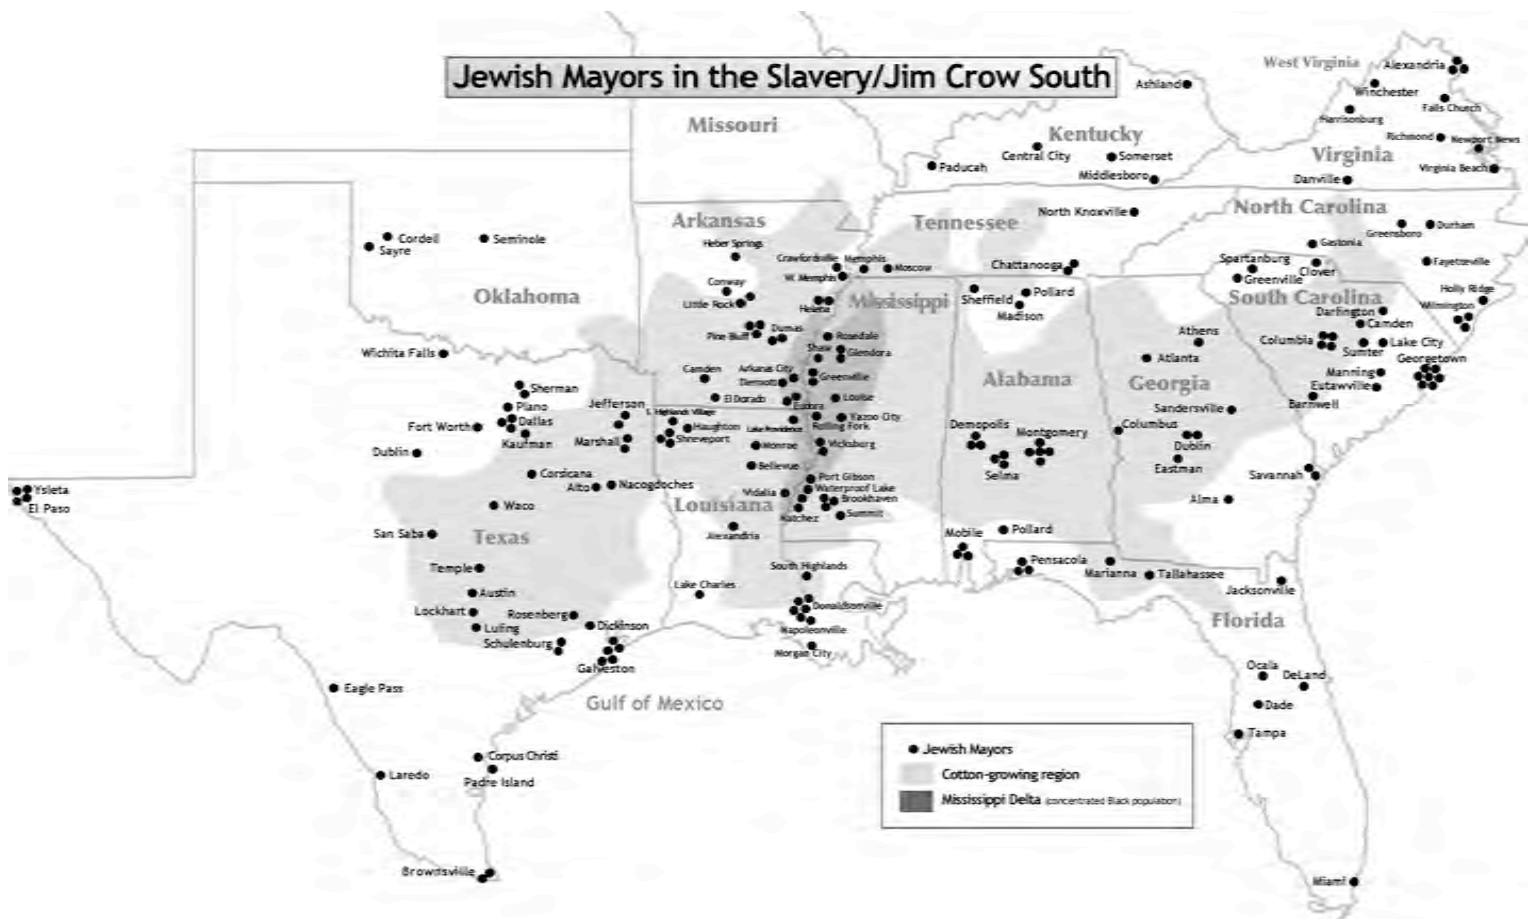 Jewish Mayors in the Slavery/Jim Crow South
West Virginia
Alexandria
Ashland
Winchester
Falls Church
Harrisonburg
Missouri
Kentucky
Richmond
Newport News
Central City
Somerset
Virginia
Paducah
Middlesboro
Virginia Beach
Danville
Arkansas
Tennessee
North Knoxville
North Carolina
Greensboro
Durham
Cordell
Sayre
Seminole
Heber Springs
Gastonia
Crawfordsville
Memphis
Moscow
Chattanooga
Spartanburg
Clover
Fayetteville
W. Memphis
Greenville
Conway
Oklahoma
Little Rock
Helena
Mississippi
Sheffield
Pollard
Madison
South Carolina
Holly Ridge
Wilmington
Darlington
Camden
Pine Bluff
Dumas
Rosedale
Athens
Columbia
Sumter
Lake City
Wichita Falls
Shaw
Glendora
Atlanta
Georgetown
Camden
Arkansas City
Dermott
Greenville
Alabama
Georgia
Manning
Eutawville
Sherman
El Dorado
Eudora
Louise
Barnwell
Plano
Jefferson
S. Highlands Village
Yazoo City
Sandersville
Fort Worth
Dallas
Haughton
Lake Providence
Rolling Fork
Demopolis
Montgomery
Columbus
Kaufman
Marshall
Shreveport
Monroe
Vicksburg
Dublin
Dublin
Bellevue
Selma
Eastman
Corsicana
Port Gibson
Savannah
Ysleta
Alto
Nacogdoches
Vidalia
Waterproof Lake
Brookhaven
Alma
El Paso
Waco
Louisiana
Natchez
Summit
San Saba
Texas
Alexandria
Mobile
Pollard
Temple
South Highlands
Pensacola
Marianna
Tallahassee
Austin
Lake Charles
Jacksonville
Lockhart
Rosenberg
Donaldsonville
Florida
Luling
Dickinson
Napoleonville
Schulenburg
Morgan City
Galveston
Ocala
DeLand
Eagle Pass
Gulf of Mexico
Dade
Tampa
Corpus Christi
Laredo
Padre Island
Jewish Mayors
Cotton-growing region
Mississippi Delta (concentrated Black population)
Brownsville
Miami